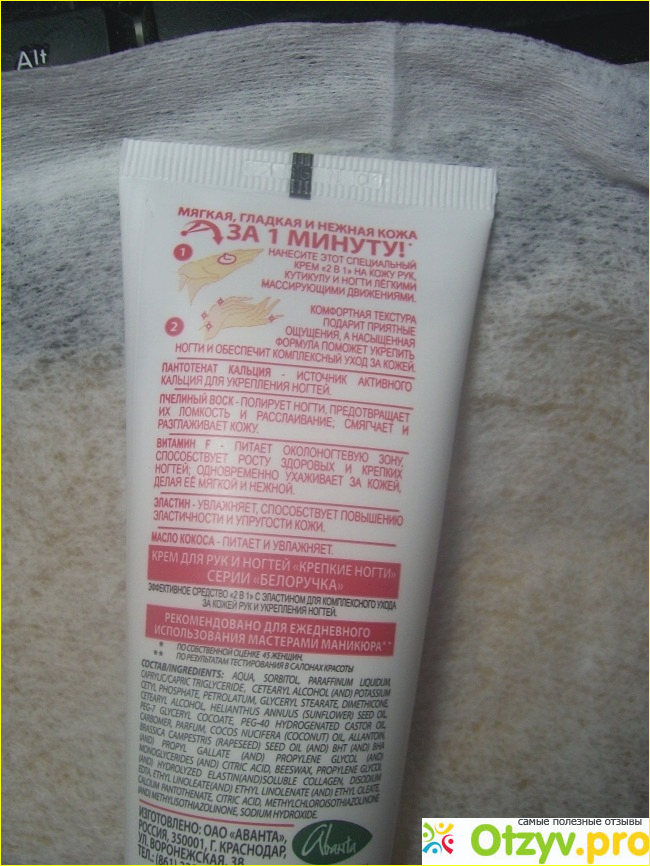 Alt
МЯГКАЯ, ГЛАДКАЯ И НЕЖНАЯ КОЖА
ЗА 1 МИНУТУ!*
1
НАНЕСИТЕ ЭТОТ СПЕЦИАЛЬНЫЙ
КРЕМ «2 В 1» НА КОЖУ РУК,
КУТИКУЛУ И НОГТИ ЛЁГКИМИ
МАССИРУЮЩИМИ ДВИЖЕНИЯМИ.
2
КОМФОРТНАЯ ТЕКСТУРА
ПОДАРИТ ПРИЯТНЫЕ
ОЩУЩЕНИЯ, А НАСЫЩЕННАЯ
ФОРМУЛА ПОМОЖЕТ УКРЕПИТЬ
НОГТИ И ОБЕСПЕЧИТ КОМПЛЕКСНЫЙ УХОД ЗА КОЖЕЙ.
ПАНТОТЕНАТ КАЛЬЦИЯ - ИСТОЧНИК АКТИВНОГО
КАЛЬЦИЯ ДЛЯ УКРЕПЛЕНИЯ НОГТЕЙ.
ПЧЕЛИНЫЙ ВОСК - ПОЛИРУЕТ НОГТИ, ПРЕДОТВРАЩАЕТ
ИХ ЛОМКОСТЬ И РАССЛАИВАНИЕ; СМЯГЧАЕТ И
РАЗГЛАЖИВАЕТ КОЖУ.
ВИТАМИН F - ПИТАЕТ ОКОЛОНОГТЕВУЮ ЗОНУ,
СПОСОБСТВУЕТ РОСТУ ЗДОРОВЫХ И КРЕПКИХ
НОГТЕЙ; ОДНОВРЕМЕННО УХАЖИВАЕТ ЗА КОЖЕЙ,
ДЕЛАЯ ЕЁ МЯГКОЙ И НЕЖНОЙ.
ЭЛАСТИН - УВЛАЖНЯЕТ, СПОСОБСТВУЕТ ПОВЫШЕНИЮ
ЭЛАСТИЧНОСТИ И УПРУГОСТИ КОЖИ.
МАСЛО КОКОСА - ПИТАЕТ И УВЛАЖНЯЕТ.
КРЕМ ДЛЯ РУК И НОГТЕЙ «КРЕПКИЕ НОГТИ»
СЕРИИ «БЕЛОРУЧКА»
ЭФФЕКТИВНОЕ СРЕДСТВО «2 В 1» С ЭЛАСТИНОМ ДЛЯ КОМПЛЕКСНОГО УХОДА
ЗА КОЖЕЙ РУК И УКРЕПЛЕНИЯ НОГТЕЙ.
РЕКОМЕНДОВАНО ДЛЯ ЕЖЕДНЕВНОГО
ИСПОЛЬЗОВАНИЯ МАСТЕРАМИ МАНИКЮРА**
* ПО СОБСТВЕННОЙ ОЦЕНКЕ 45 ЖЕНЩИН.
** ПО РЕЗУЛЬТАТАМ ТЕСТИРОВАНИЯ В САЛОНАХ КРАСОТЫ
СОСТАВ/INGREDIENTS: AQUA, SORBITOL, PARAFFINUM LIQUIDUM,
CAPRYLIC/CAPRIC TRIGLYCERIDE, CETEARYL ALCOHOL (AND) POTASSIUM
CETYL PHOSPHATE, PETROLATUM, GLYCERYL STEARATE, DIMETHICONE,
CETEARYL ALCOHOL, HELIANTHUS ANNUUS (SUNFLOWER) SEED OIL,
PEG-7 GLYCERYL COCOATE, PEG-40 HYDROGENATED CASTOR OIL,
CARBOMER, PARFUM, COCOS NUCIFERA (COCONUT) OIL, ALLANTOIN,
BRASSICA CAMPESTRIS (RAPESEED) SEED OIL (AND) BHT (AND) BHA
(AND) PROPYL GALLATE (AND) PROPYLENE GLYCOL (AND)
MONOGLYCERIDES (AND) CITRIC ACID, BEESWAX, PROPYLENE GLYCOL
(AND) HYDROLYZED ELASTIN(AND)SOLUBLE COLLAGEN, DISODIUM
EDTA, ETHYL LINOLEATE(AND) ETHYL LINOLENATE (AND) ETHYL OLEATE,
CALCIUM PANTOTHENATE, CITRIC ACID, METHYLCHLOROISOTHIAZOLINONE
(AND)METHYLISOTHIAZOLINONE, SODIUM HYDROXIDE.
ИЗГОТОВЛЕНО: ОАО «АВАНТА»,
РОССИЯ, 350001, Г. КРАСНОДАР,
УЛ. ВОРОНЕЖСКАЯ, 38
ТЕЛ.: (861)
Abanta
самые полезные отзывы
Otzyv.pro